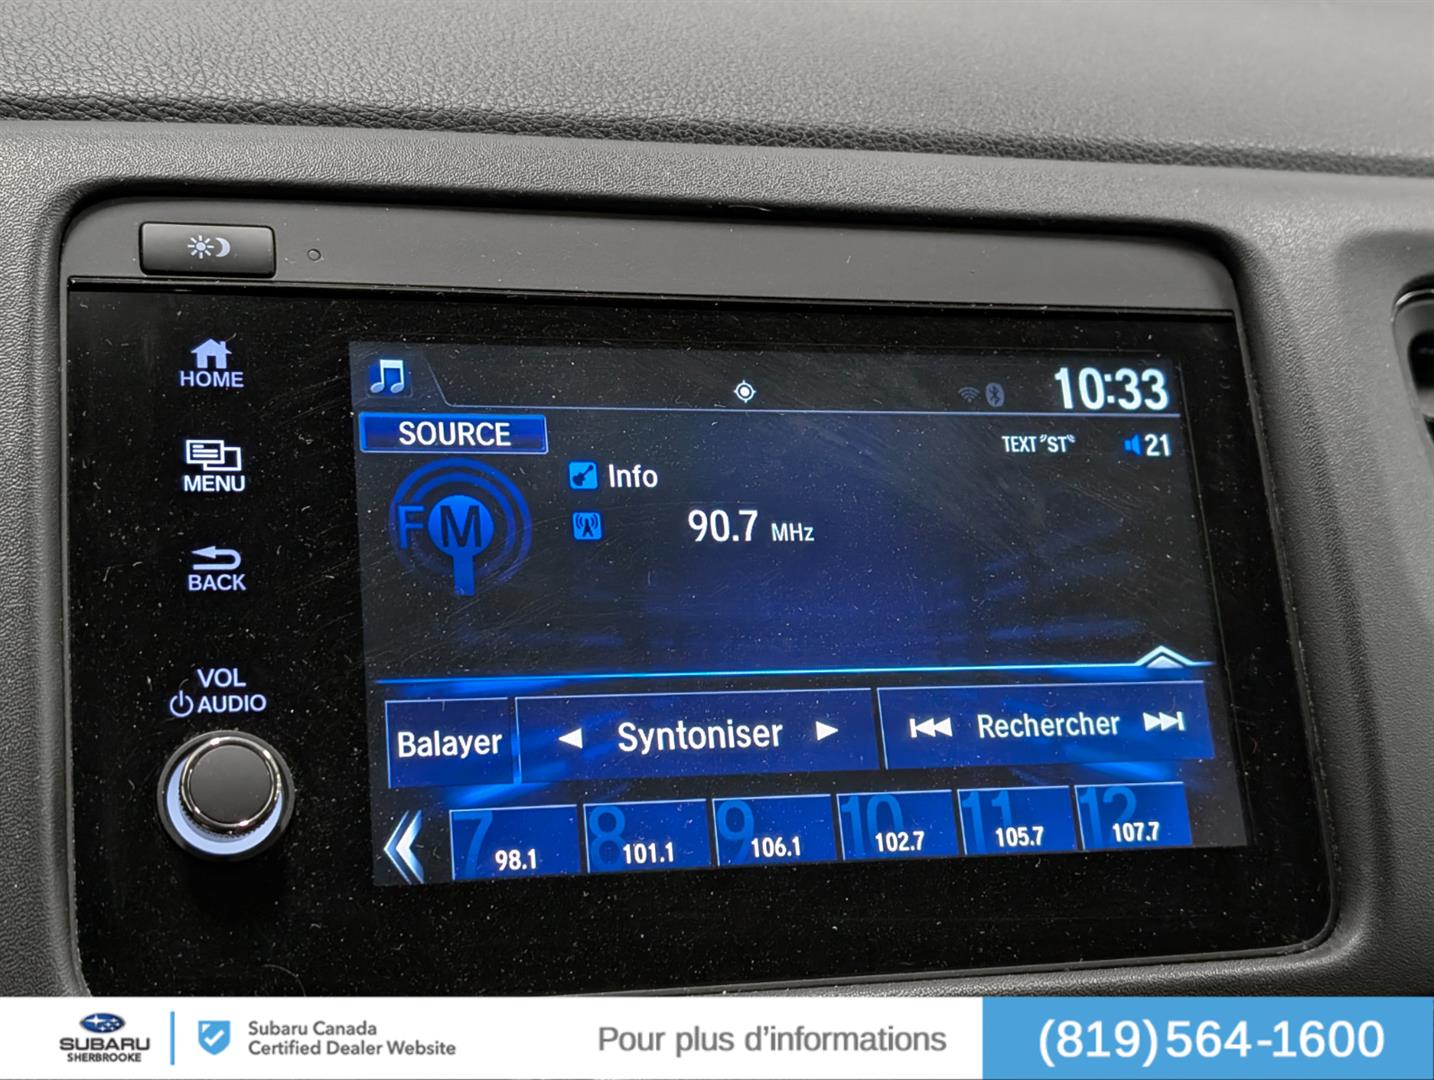 HOME
MENU
BACK
VOL
AUDIO
10:33
SOURCE
TEXT "ST"
21
Info
FM
90.7 MHz
Balayer
Syntoniser
Rechercher
7 98.1
8 101.1
9 106.1
10 102.7
11 105.7
12 107.7
SUBARU
SHERBROOKE
Subaru Canada
Certified Dealer Website
Pour plus d'informations
(819) 564-1600